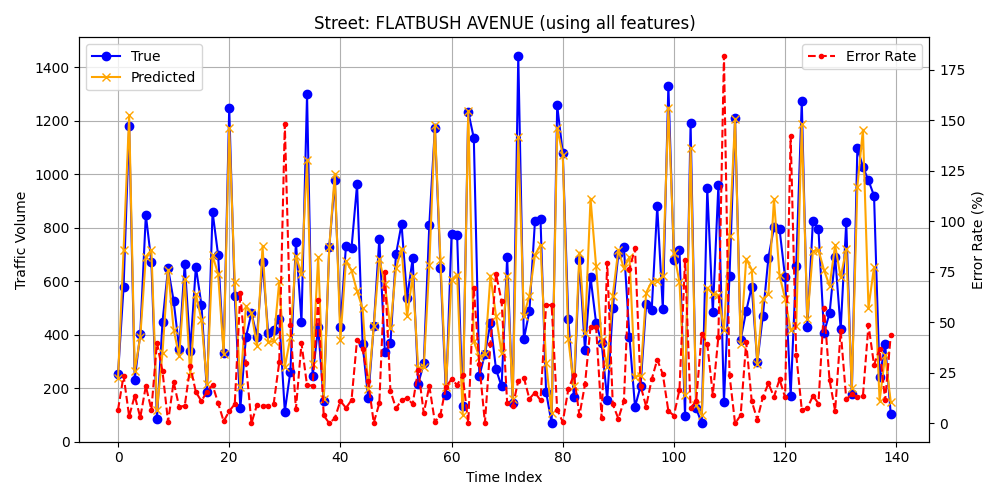 Street: FLATBUSH AVENUE (using all features)
True
Predicted
Error Rate
Traffic Volume
1400
1200
1000
800
600
400
200
0
175
150
125
100
75
50
25
0
Error Rate (%)
0 20 40 60 80 100 120 140
Time Index